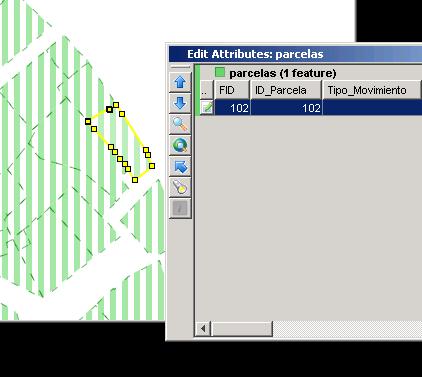 Edit Attributes: parcelas
parcelas (1 feature)
.. FID ID_Parcela Tipo_Movimiento
102 102